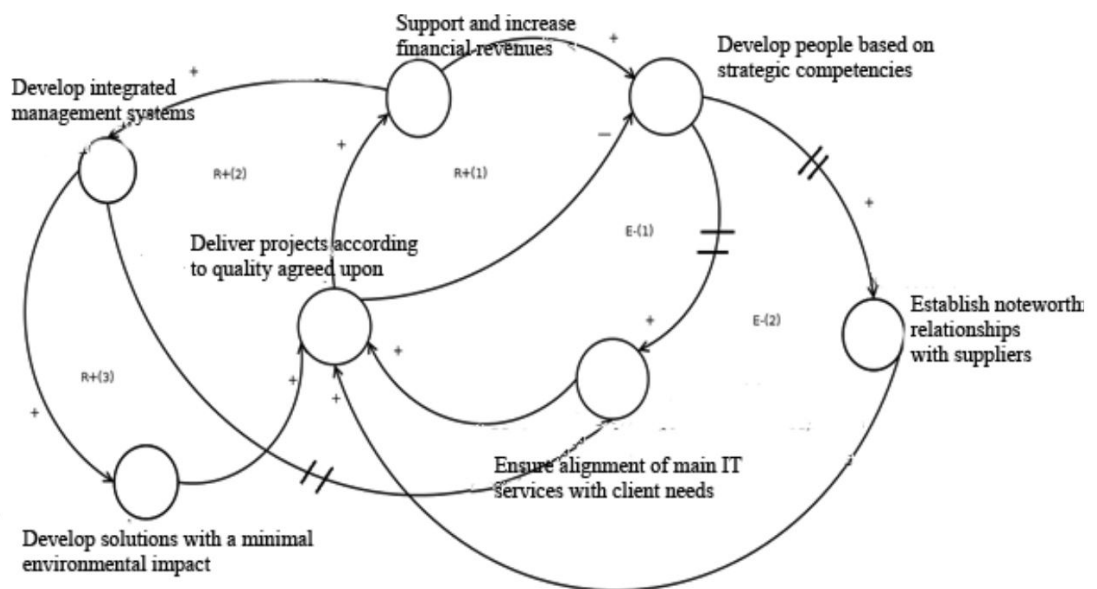 Support and increase
financial revenues
+
Develop people based on
strategic competencies
+
Develop integrated
management systems
+
−
R+(2)
R+(1)
+
E-(1)
Deliver projects according
to quality agreed upon
E-(2)
Establish noteworth
relationships
with suppliers
+
+
R+(3)
+
+
+
Ensure alignment of main IT
services with client needs
Develop solutions with a minimal
environmental impact